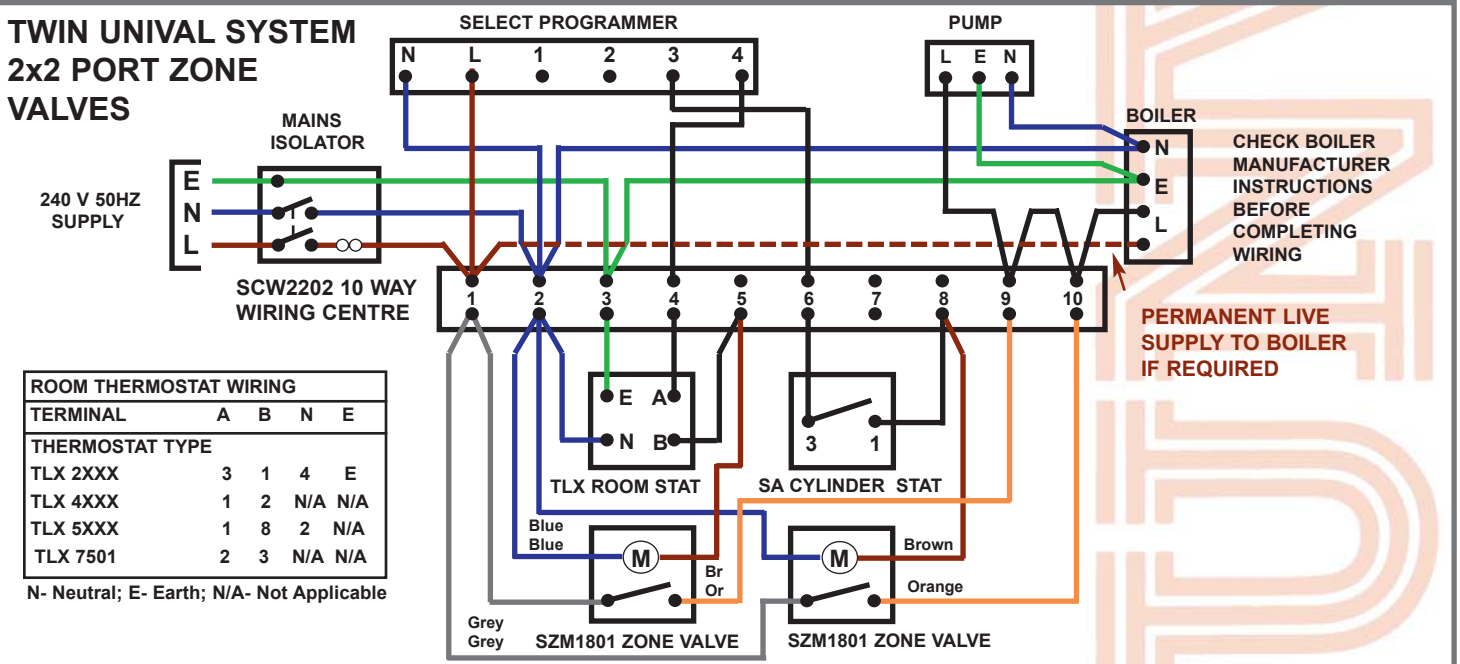 TWIN UNIVAL SYSTEM
2x2 PORT ZONE
VALVES
SELECT PROGRAMMER
N L 1 2 3 4
PUMP
L E N
MAINS
ISOLATOR
240 V 50HZ
SUPPLY
E
N
L
BOILER
N
E
L
CHECK BOILER
MANUFACTURER
INSTRUCTIONS
BEFORE
COMPLETING
WIRING
SCW2202 10 WAY
WIRING CENTRE
1 2 3 4 5 6 7 8 9 10
PERMANENT LIVE
SUPPLY TO BOILER
IF REQUIRED
ROOM THERMOSTAT WIRING
TERMINAL A B N E
THERMOSTAT TYPE
TLX 2XXX 3 1 4 E
TLX 4XXX 1 2 N/A N/A
TLX 5XXX 1 8 2 N/A
TLX 7501 2 3 N/A N/A
N- Neutral; E- Earth; N/A- Not Applicable
E A
N B
TLX ROOM STAT
3 1
SA CYLINDER STAT
Blue
Blue
M
Br
Or
Grey
Grey
SZM1801 ZONE VALVE
M
Brown
Orange
SZM1801 ZONE VALVE